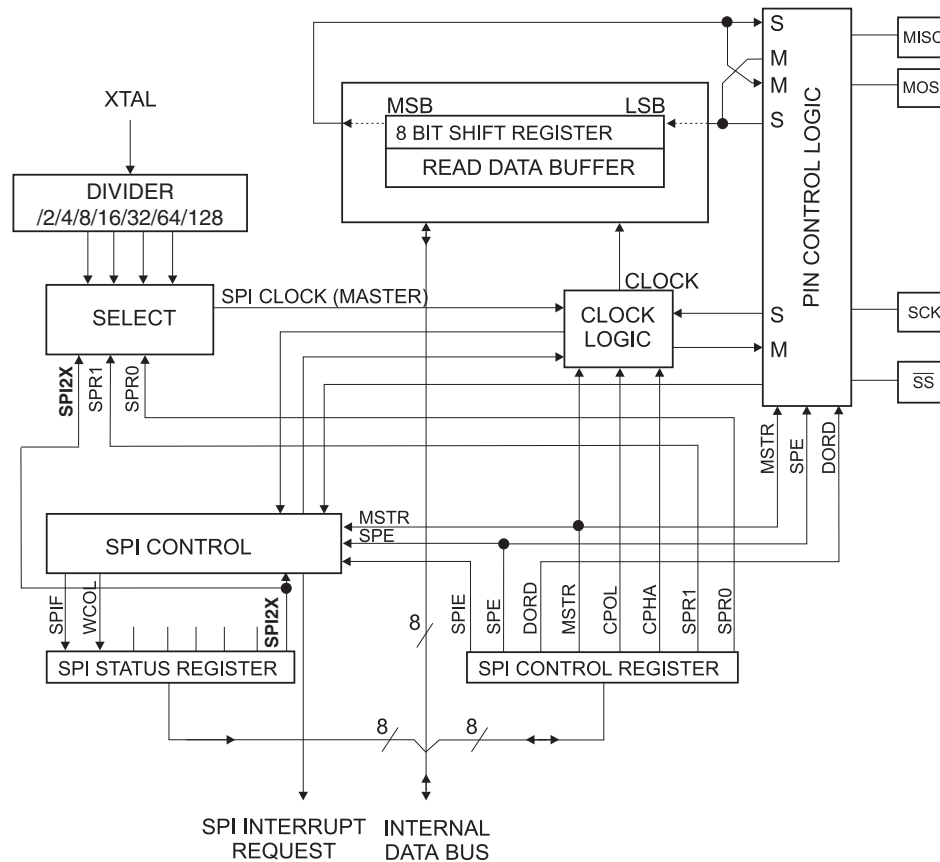 S
MISO
M
XTAL
MSB
LSB
M
MOSI
8 BIT SHIFT REGISTER
S
READ DATA BUFFER
PIN CONTROL LOGIC
DIVIDER
/2/4/8/16/32/64/128
CLOCK
SPI CLOCK (MASTER)
SELECT
CLOCK
LOGIC
S
SCK
M
SS
SPI2X
SPR1
SPR0
MSTR
SPE
DORD
MSTR
SPE
SPI CONTROL
SPIF
WCOL
SPI2X
8
SPIE
SPE
DORD
MSTR
CPOL
CPHA
SPR1
SPR0
SPI STATUS REGISTER
SPI CONTROL REGISTER
8
8
SPI INTERRUPT
REQUEST
INTERNAL
DATA BUS